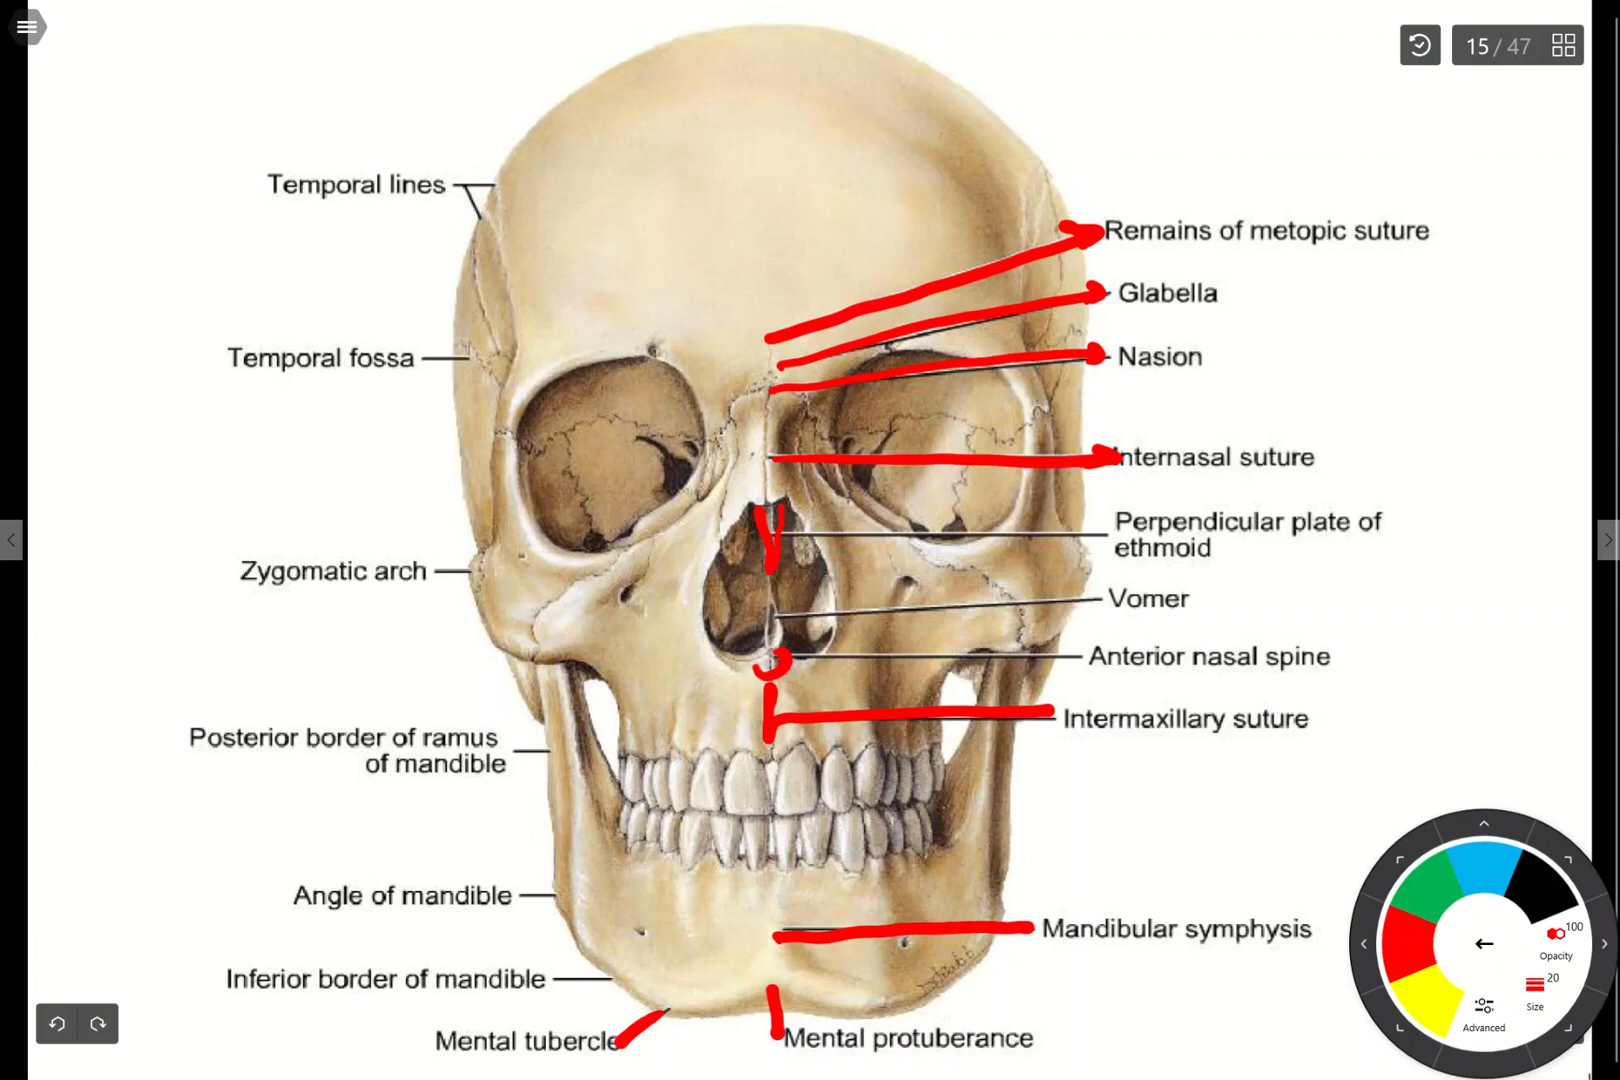 15 / 47
Temporal lines
Remains of metopic suture
Glabella
Temporal fossa
Nasion
Internasal suture
Perpendicular plate of
ethmoid
Zygomatic arch
Vomer
Anterior nasal spine
Intermaxillary suture
Posterior border of ramus
of mandible
Angle of mandible
Mandibular symphysis
100
Opacity
Inferior border of mandible
20
Size
Advanced
Mental tubercle
Mental protuberance